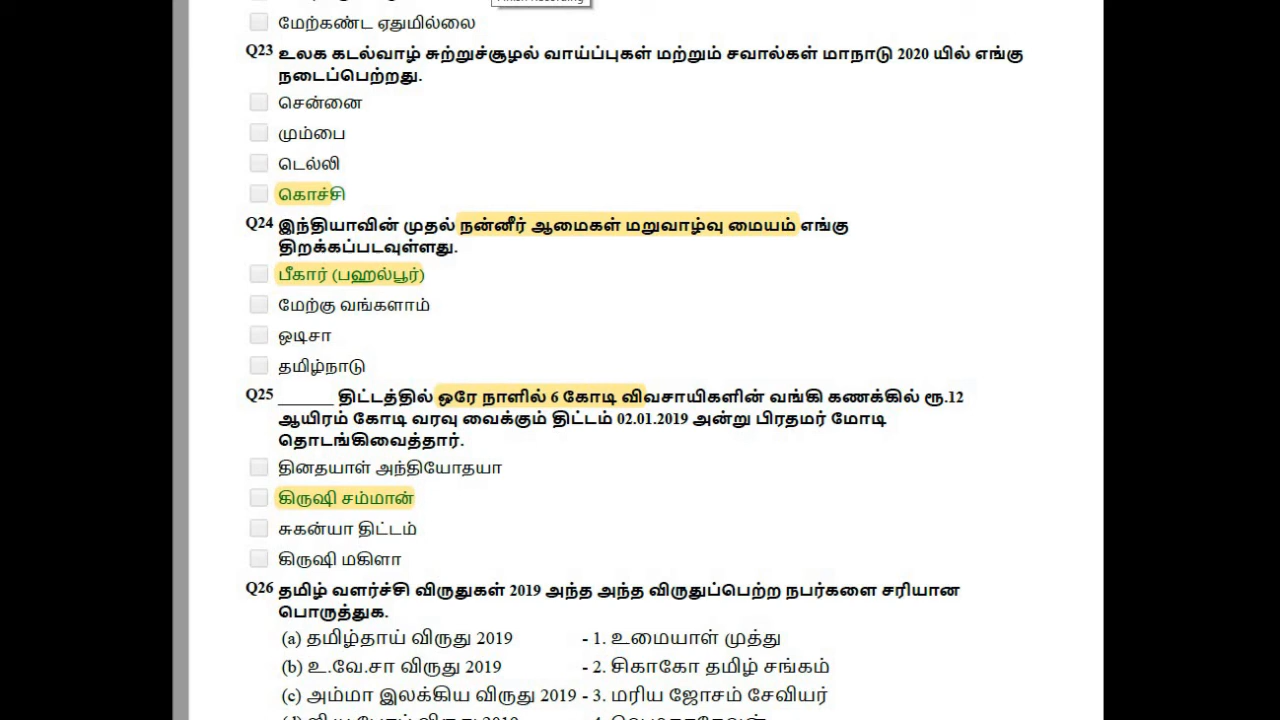 மேற்கண்ட ஏதுமில்லை
Q23 உலக கடல்வாழ் சுற்றுச்சூழல் வாய்ப்புகள் மற்றும் சவால்கள் மாநாடு 2020 யில் எங்கு
நடைப்பெற்றது.
சென்னை
மும்பை
டெல்லி
கொச்சி
Q24 இந்தியாவின் முதல் நன்னீர் ஆமைகள் மறுவாழ்வு மையம் எங்கு
திறக்கப்படவுள்ளது.
பீகார் (பஹல்பூர்)
மேற்கு வங்களாம்
ஒடிசா
தமிழ்நாடு
Q25 ______ திட்டத்தில் ஒரே நாளில் 6 கோடி விவசாயிகளின் வங்கி கணக்கில் ரூ.12
ஆயிரம் கோடி வரவு வைக்கும் திட்டம் 02.01.2019 அன்று பிரதமர் மோடி
தொடங்கிவைத்தார்.
தினதயாள் அந்தியோதயா
கிருஷி சம்மான்
சுகன்யா திட்டம்
கிருஷி மகிளா
Q26 தமிழ் வளர்ச்சி விருதுகள் 2019 அந்த அந்த விருதுப்பெற்ற நபர்களை சரியான
பொருத்துக.
(a) தமிழ்தாய் விருது 2019 - 1. உமையாள் முத்து
(b) உ.வே.சா விருது 2019 - 2. சிகாகோ தமிழ் சங்கம்
(c) அம்மா இலக்கிய விருது 2019 - 3. மரிய ஜோசம் சேவியர்